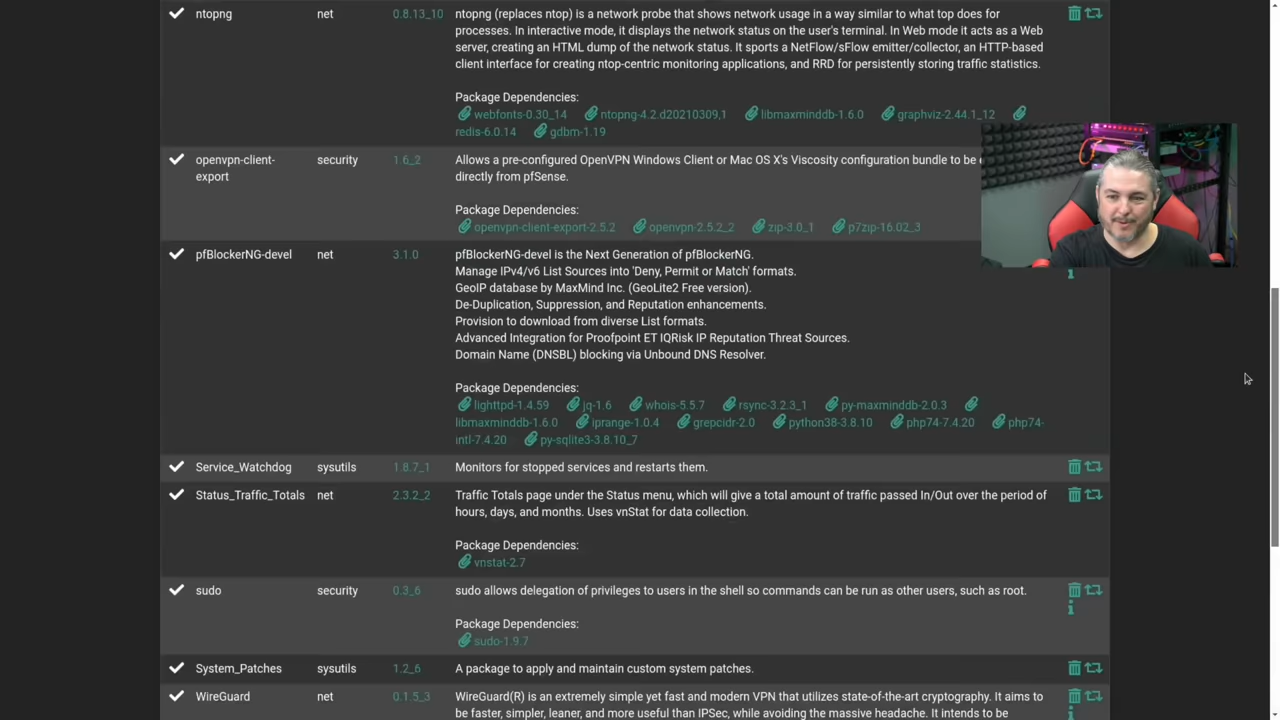 ntopng net 0.8.13_10 ntopng (replaces ntop) is a network probe that shows network usage in a way similar to what top does for
processes. In interactive mode, it displays the network status on the user's terminal. In Web mode it acts as a Web
server, creating an HTML dump of the network status. It sports a NetFlow/sFlow emitter/collector, an HTTP-based
client interface for creating ntop-centric monitoring applications, and RRD for persistently storing traffic statistics.
Package Dependencies:
webfonts-0.30_14 ntopng-4.2.d20210309,1 libmaxminddb-1.6.0 graphviz-2.44.1_12
redis-6.0.14 gdbm-1.19
openvpn-client- security 1.6_2 Allows a pre-configured OpenVPN Windows Client or Mac OS X's Viscosity configuration bundle to be
export directly from pfSense.
Package Dependencies:
openvpn-client-export-2.5.2 openvpn-2.5.2_2 zip-3.0_1 p7zip-16.02_3
pfBlockerNG-devel net 3.1.0 pfBlockerNG-devel is the Next Generation of pfBlockerNG.
Manage IPv4/v6 List Sources into 'Deny, Permit or Match' formats.
GeoIP database by MaxMind Inc. (GeoLite2 Free version).
De-Duplication, Suppression, and Reputation enhancements.
Provision to download from diverse List formats.
Advanced Integration for Proofpoint ET IQRisk IP Reputation Threat Sources.
Domain Name (DNSBL) blocking via Unbound DNS Resolver.
Package Dependencies:
lighttpd-1.4.59 jq-1.6 whois-5.5.7 rsync-3.2.3_1 py-maxminddb-2.0.3
libmaxminddb-1.6.0 iprange-1.0.4 grepcidr-2.0 python38-3.8.10 php74-7.4.20 php74-
intl-7.4.20 py-sqlite3-3.8.10_7
Service_Watchdog sysutils 1.8.7_1 Monitors for stopped services and restarts them.
Status_Traffic_Totals net 2.3.2_2 Traffic Totals page under the Status menu, which will give a total amount of traffic passed In/Out over the period of
hours, days, and months. Uses vnStat for data collection.
Package Dependencies:
vnstat-2.7
sudo security 0.3_6 sudo allows delegation of privileges to users in the shell so commands can be run as other users, such as root.
Package Dependencies:
sudo-1.9.7
System_Patches sysutils 1.2_6 A package to apply and maintain custom system patches.
WireGuard net 0.1.5_3 WireGuard(R) is an extremely simple yet fast and modern VPN that utilizes state-of-the-art cryptography. It aims to
be faster, simpler, leaner, and more useful than IPSec, while avoiding the massive headache. It intends to be